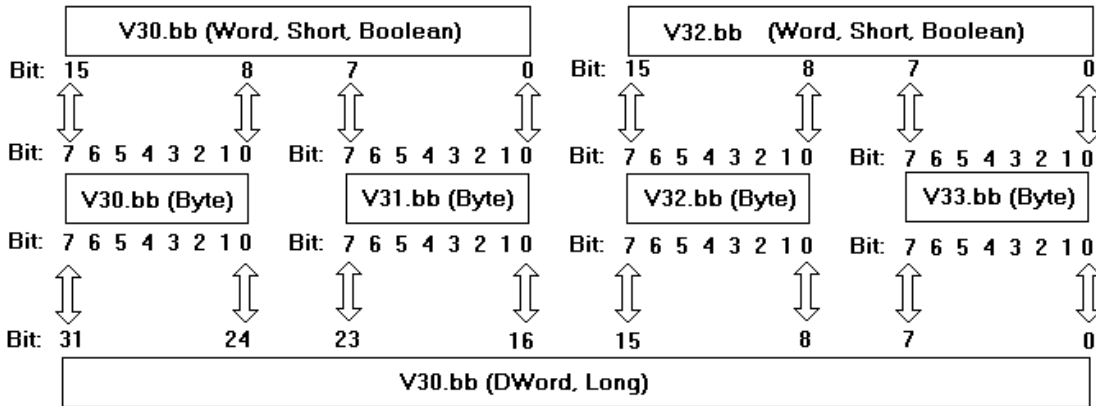 V30.bb (Word, Short, Boolean) V32.bb (Word, Short, Boolean)
Bit: 15 8 7 0 Bit: 15 8 7 0
Bit: 7 6 5 4 3 2 1 0 Bit: 7 6 5 4 3 2 1 0 Bit: 7 6 5 4 3 2 1 0 Bit: 7 6 5 4 3 2 1 0
V30.bb (Byte) V31.bb (Byte) V32.bb (Byte) V33.bb (Byte)
Bit: 7 6 5 4 3 2 1 0 Bit: 7 6 5 4 3 2 1 0 Bit: 7 6 5 4 3 2 1 0 Bit: 7 6 5 4 3 2 1 0
Bit: 31 24 23 16 15 8 7 0
V30.bb (DWord, Long)